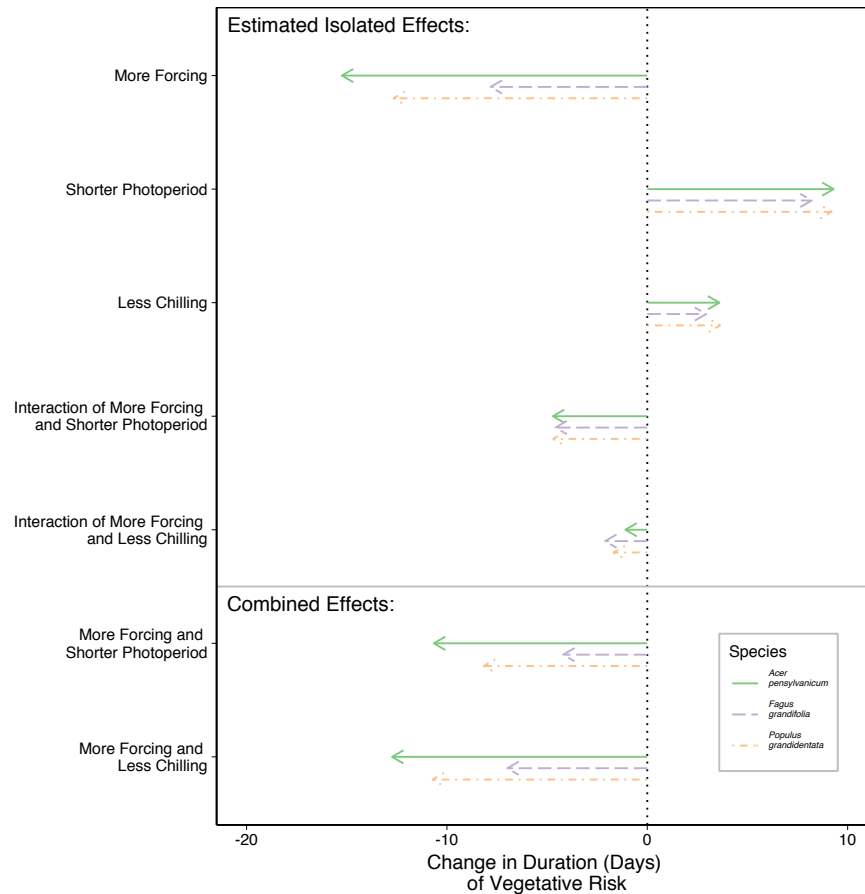 Estimated Isolated Effects:
More Forcing
Shorter Photoperiod
Less Chilling
Interaction of More Forcing
and Shorter Photoperiod
Interaction of More Forcing
and Less Chilling
Combined Effects:
More Forcing and
Shorter Photoperiod
More Forcing and
Less Chilling
Species
Acer
pensylvanicum
Fagus
grandifolia
Populus
grandidentata
-20 -10 0 10
Change in Duration (Days)
of Vegetative Risk